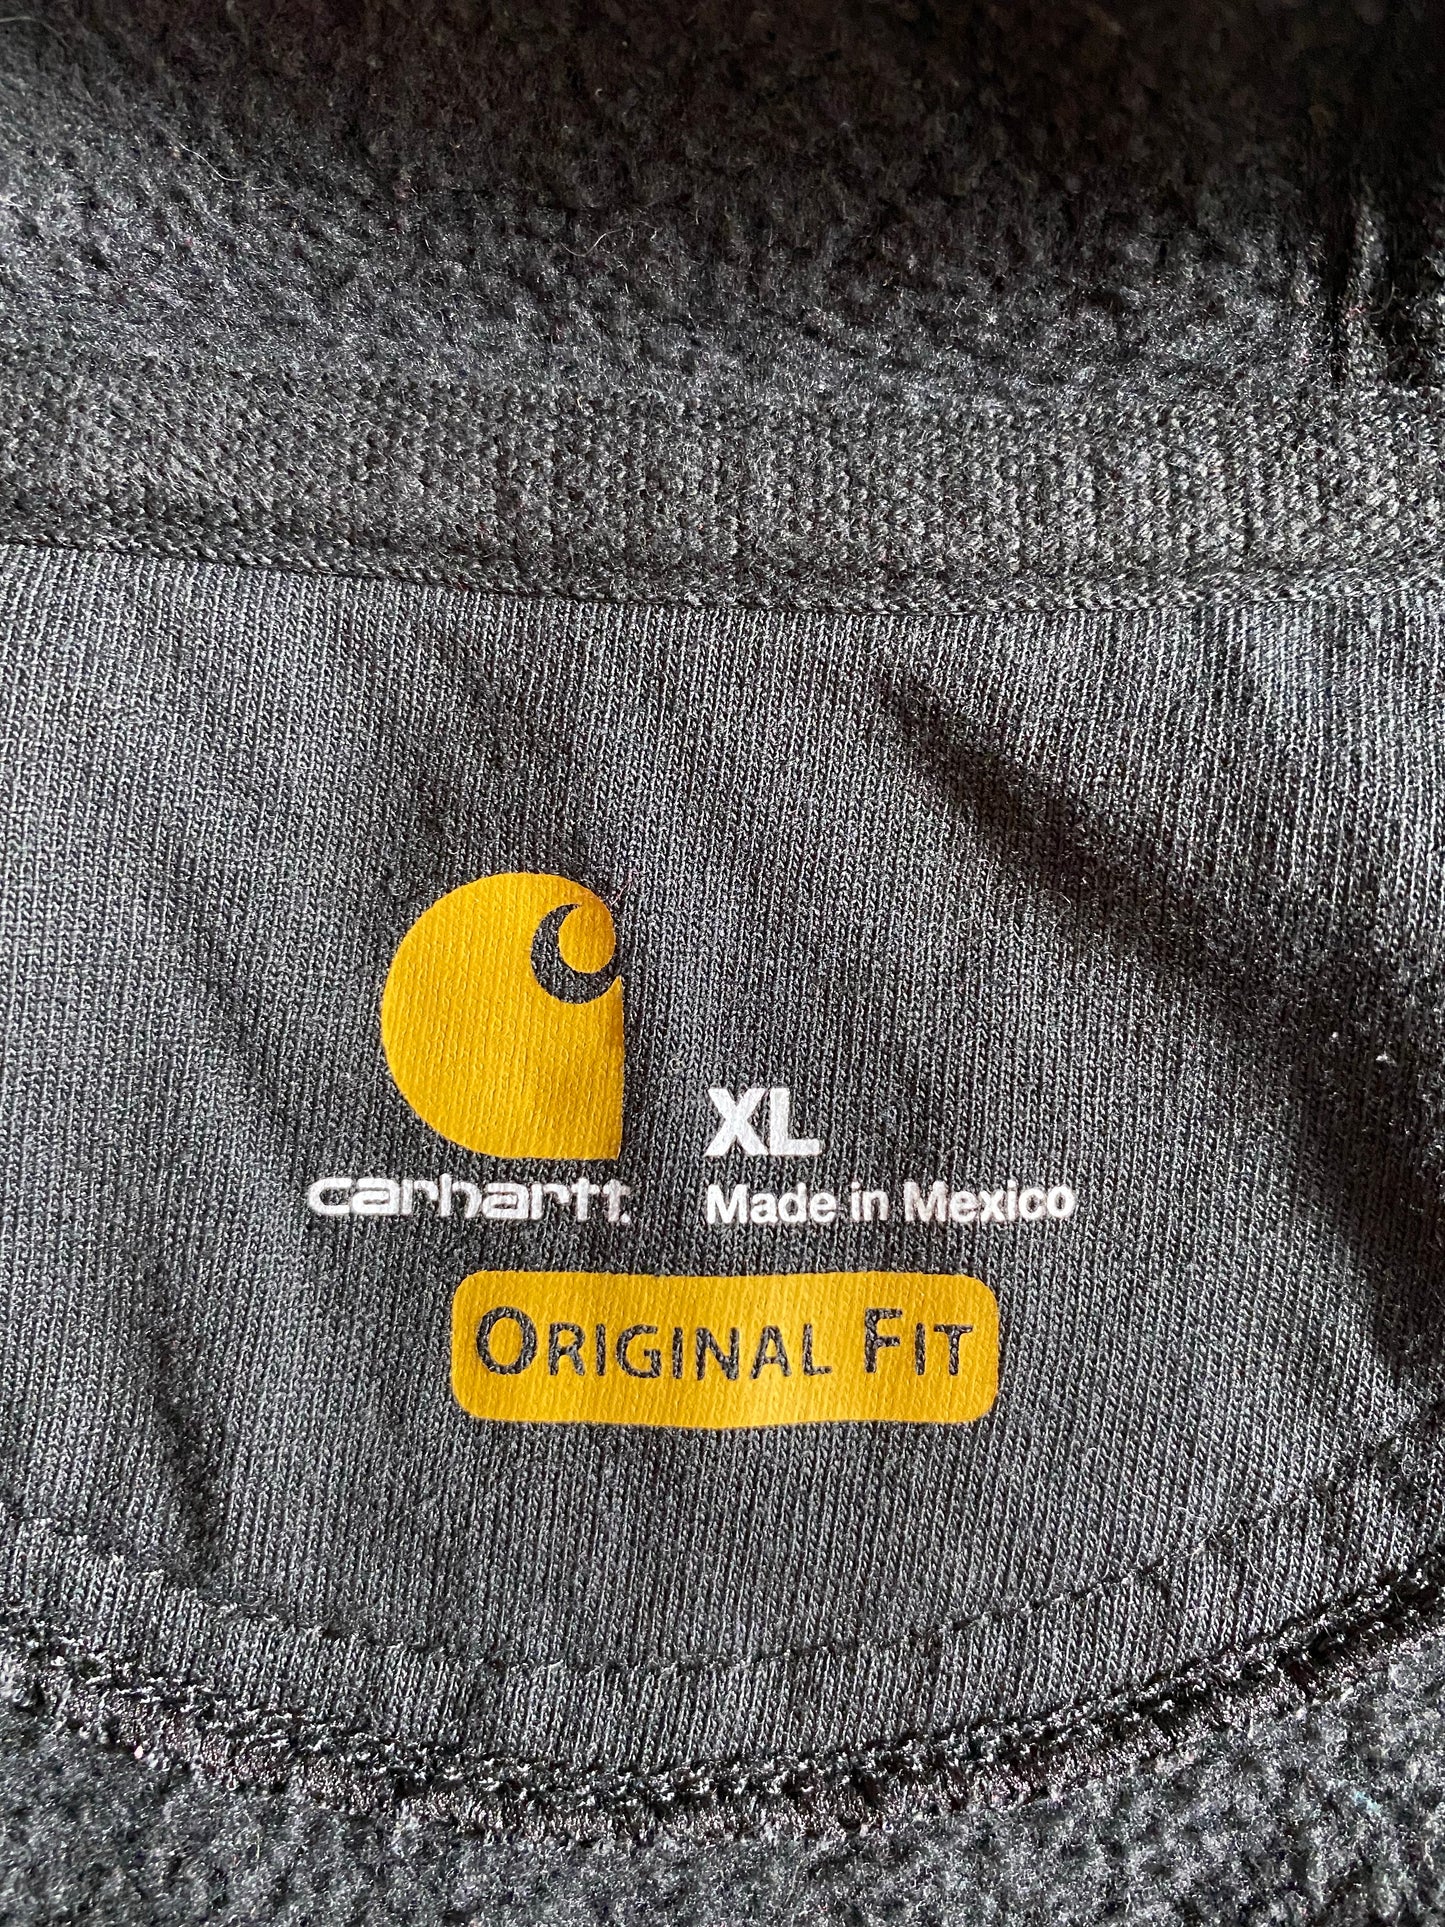 XL
carhartt.
Made in Mexico
ORIGINAL FIT